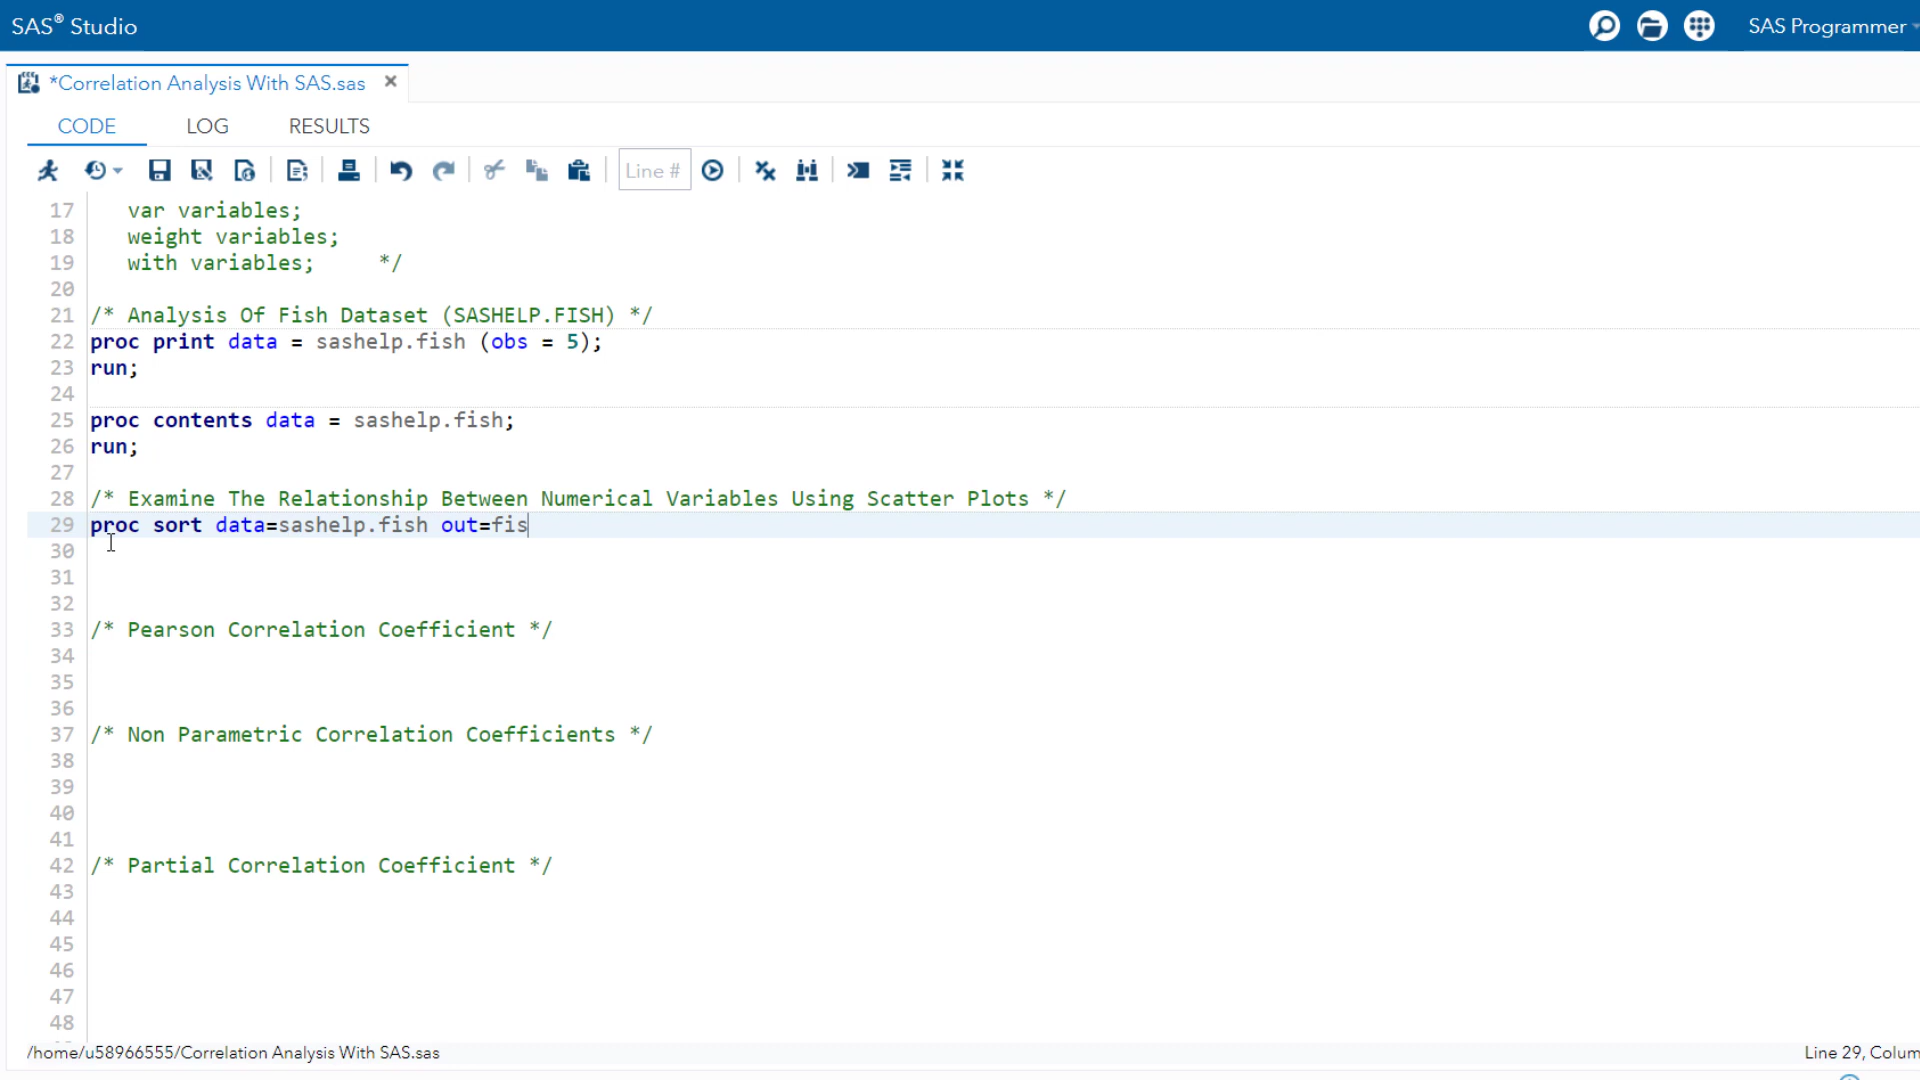 SAS® Studio
SAS Programmer
*Correlation Analysis With SAS.sas
CODE LOG RESULTS
Line #
17 var variables;
18 weight variables;
19 with variables; */
20
21 /* Analysis Of Fish Dataset (SASHELP.FISH) */
22 proc print data = sashelp.fish (obs = 5);
23 run;
24
25 proc contents data = sashelp.fish;
26 run;
27
28 /* Examine The Relationship Between Numerical Variables Using Scatter Plots */
29 proc sort data=sashelp.fish out=fis
30
31
32
33 /* Pearson Correlation Coefficient */
34
35
36
37 /* Non Parametric Correlation Coefficients */
38
39
40
41
42 /* Partial Correlation Coefficient */
43
44
45
46
47
48
/home/u58966555/Correlation Analysis With SAS.sas
Line 29, Colum